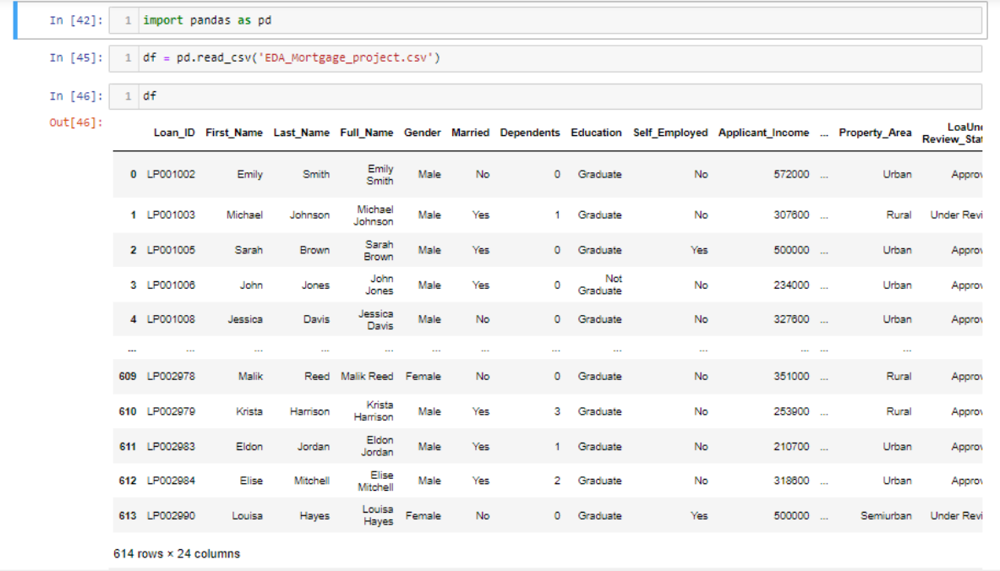 In [42]: 1 import pandas as pd
In [45]: 1 df = pd.read_csv('EDA_Mortgage_project.csv')
In [46]: 1 df
Out[46]:
Loan_ID First_Name Last_Name Full_Name Gender Married Dependents Education Self_Employed Applicant_Income ... Property_Area LoaUn Review_Sta
0 LP001002 Emily Smith Emily Smith Male No 0 Graduate No 572000 ... Urban Approv
1 LP001003 Michael Johnson Michael Johnson Male Yes 1 Graduate No 307600 ... Rural Under Revi
2 LP001005 Sarah Brown Sarah Brown Male Yes 0 Graduate Yes 500000 ... Urban Approv
3 LP001006 John Jones John Jones Male Yes 0 Not Graduate No 234000 ... Urban Approv
4 LP001008 Jessica Davis Jessica Davis Male No 0 Graduate No 327600 ... Urban Approv
... ... ... ... ... ... ... ... ... ... ... ... ...
609 LP002978 Malik Reed Malik Reed Female No 0 Graduate No 351000 ... Rural Approv
610 LP002979 Krista Harrison Krista Harrison Male Yes 3 Graduate No 253900 ... Rural Approv
611 LP002983 Eldon Jordan Eldon Jordan Male Yes 1 Graduate No 210700 ... Urban Approv
612 LP002984 Elise Mitchell Elise Mitchell Male Yes 2 Graduate No 318600 ... Urban Approv
613 LP002990 Louisa Hayes Louisa Hayes Female No 0 Graduate Yes 500000 ... Semiurban Under Revi
614 rows × 24 columns